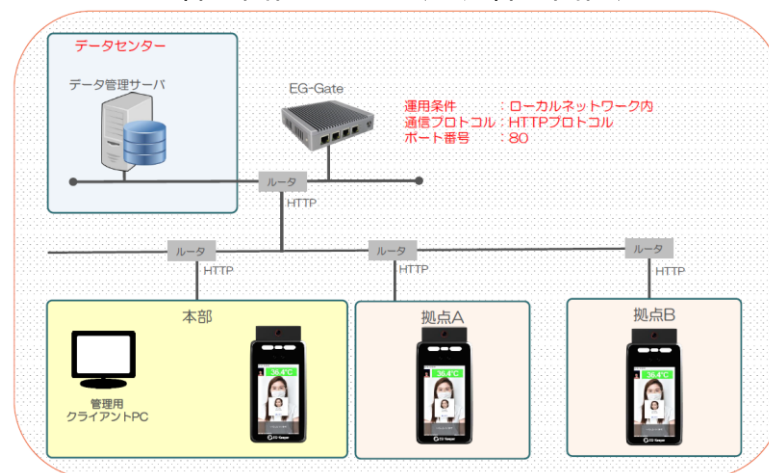 データセンター
データ管理サーバ
EG-Gate
運用条件　　　：ローカルネットワーク内
通信プロトコル：HTTPプロトコル
ポート番号　　：80
ルータ
HTTP
ルータ
HTTP
ルータ
HTTP
ルータ
HTTP
本部
管理用
クライアントPC
36.4°C
拠点A
36.4°C
拠点B
36.4°C